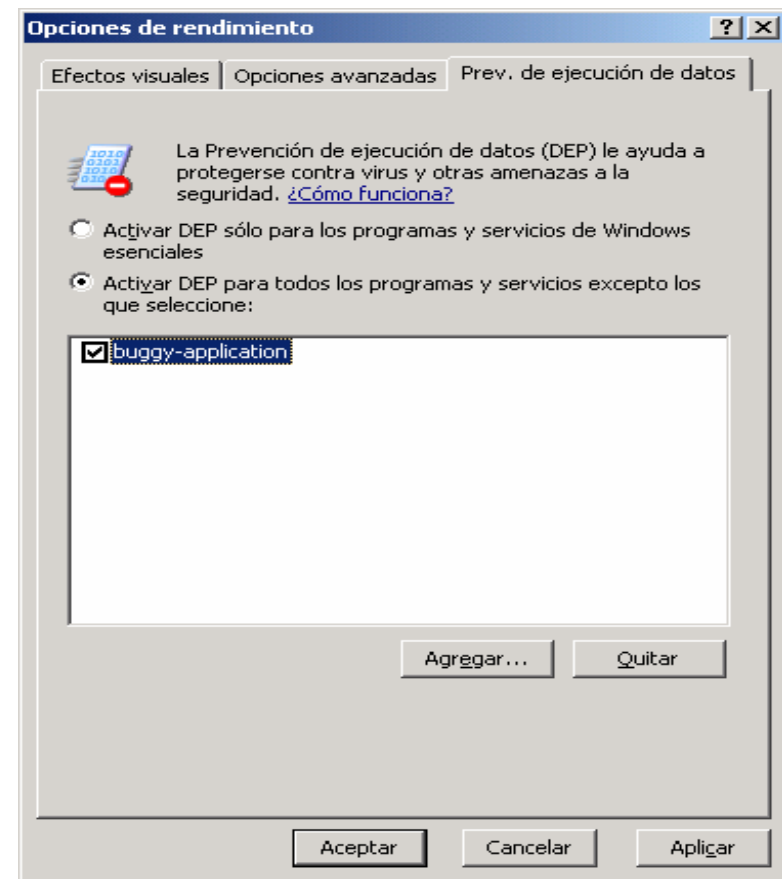 Opciones de rendimiento
Efectos visuales
Opciones avanzadas
Prev. de ejecución de datos
La Prevención de ejecución de datos (DEP) le ayuda a
protegerse contra virus y otras amenazas a la
seguridad. ¿Cómo funciona?
Activar DEP sólo para los programas y servicios de Windows
esenciales
Activar DEP para todos los programas y servicios excepto los
que seleccione:
buggy-application
Agregar...
Quitar
Aceptar
Cancelar
Aplicar